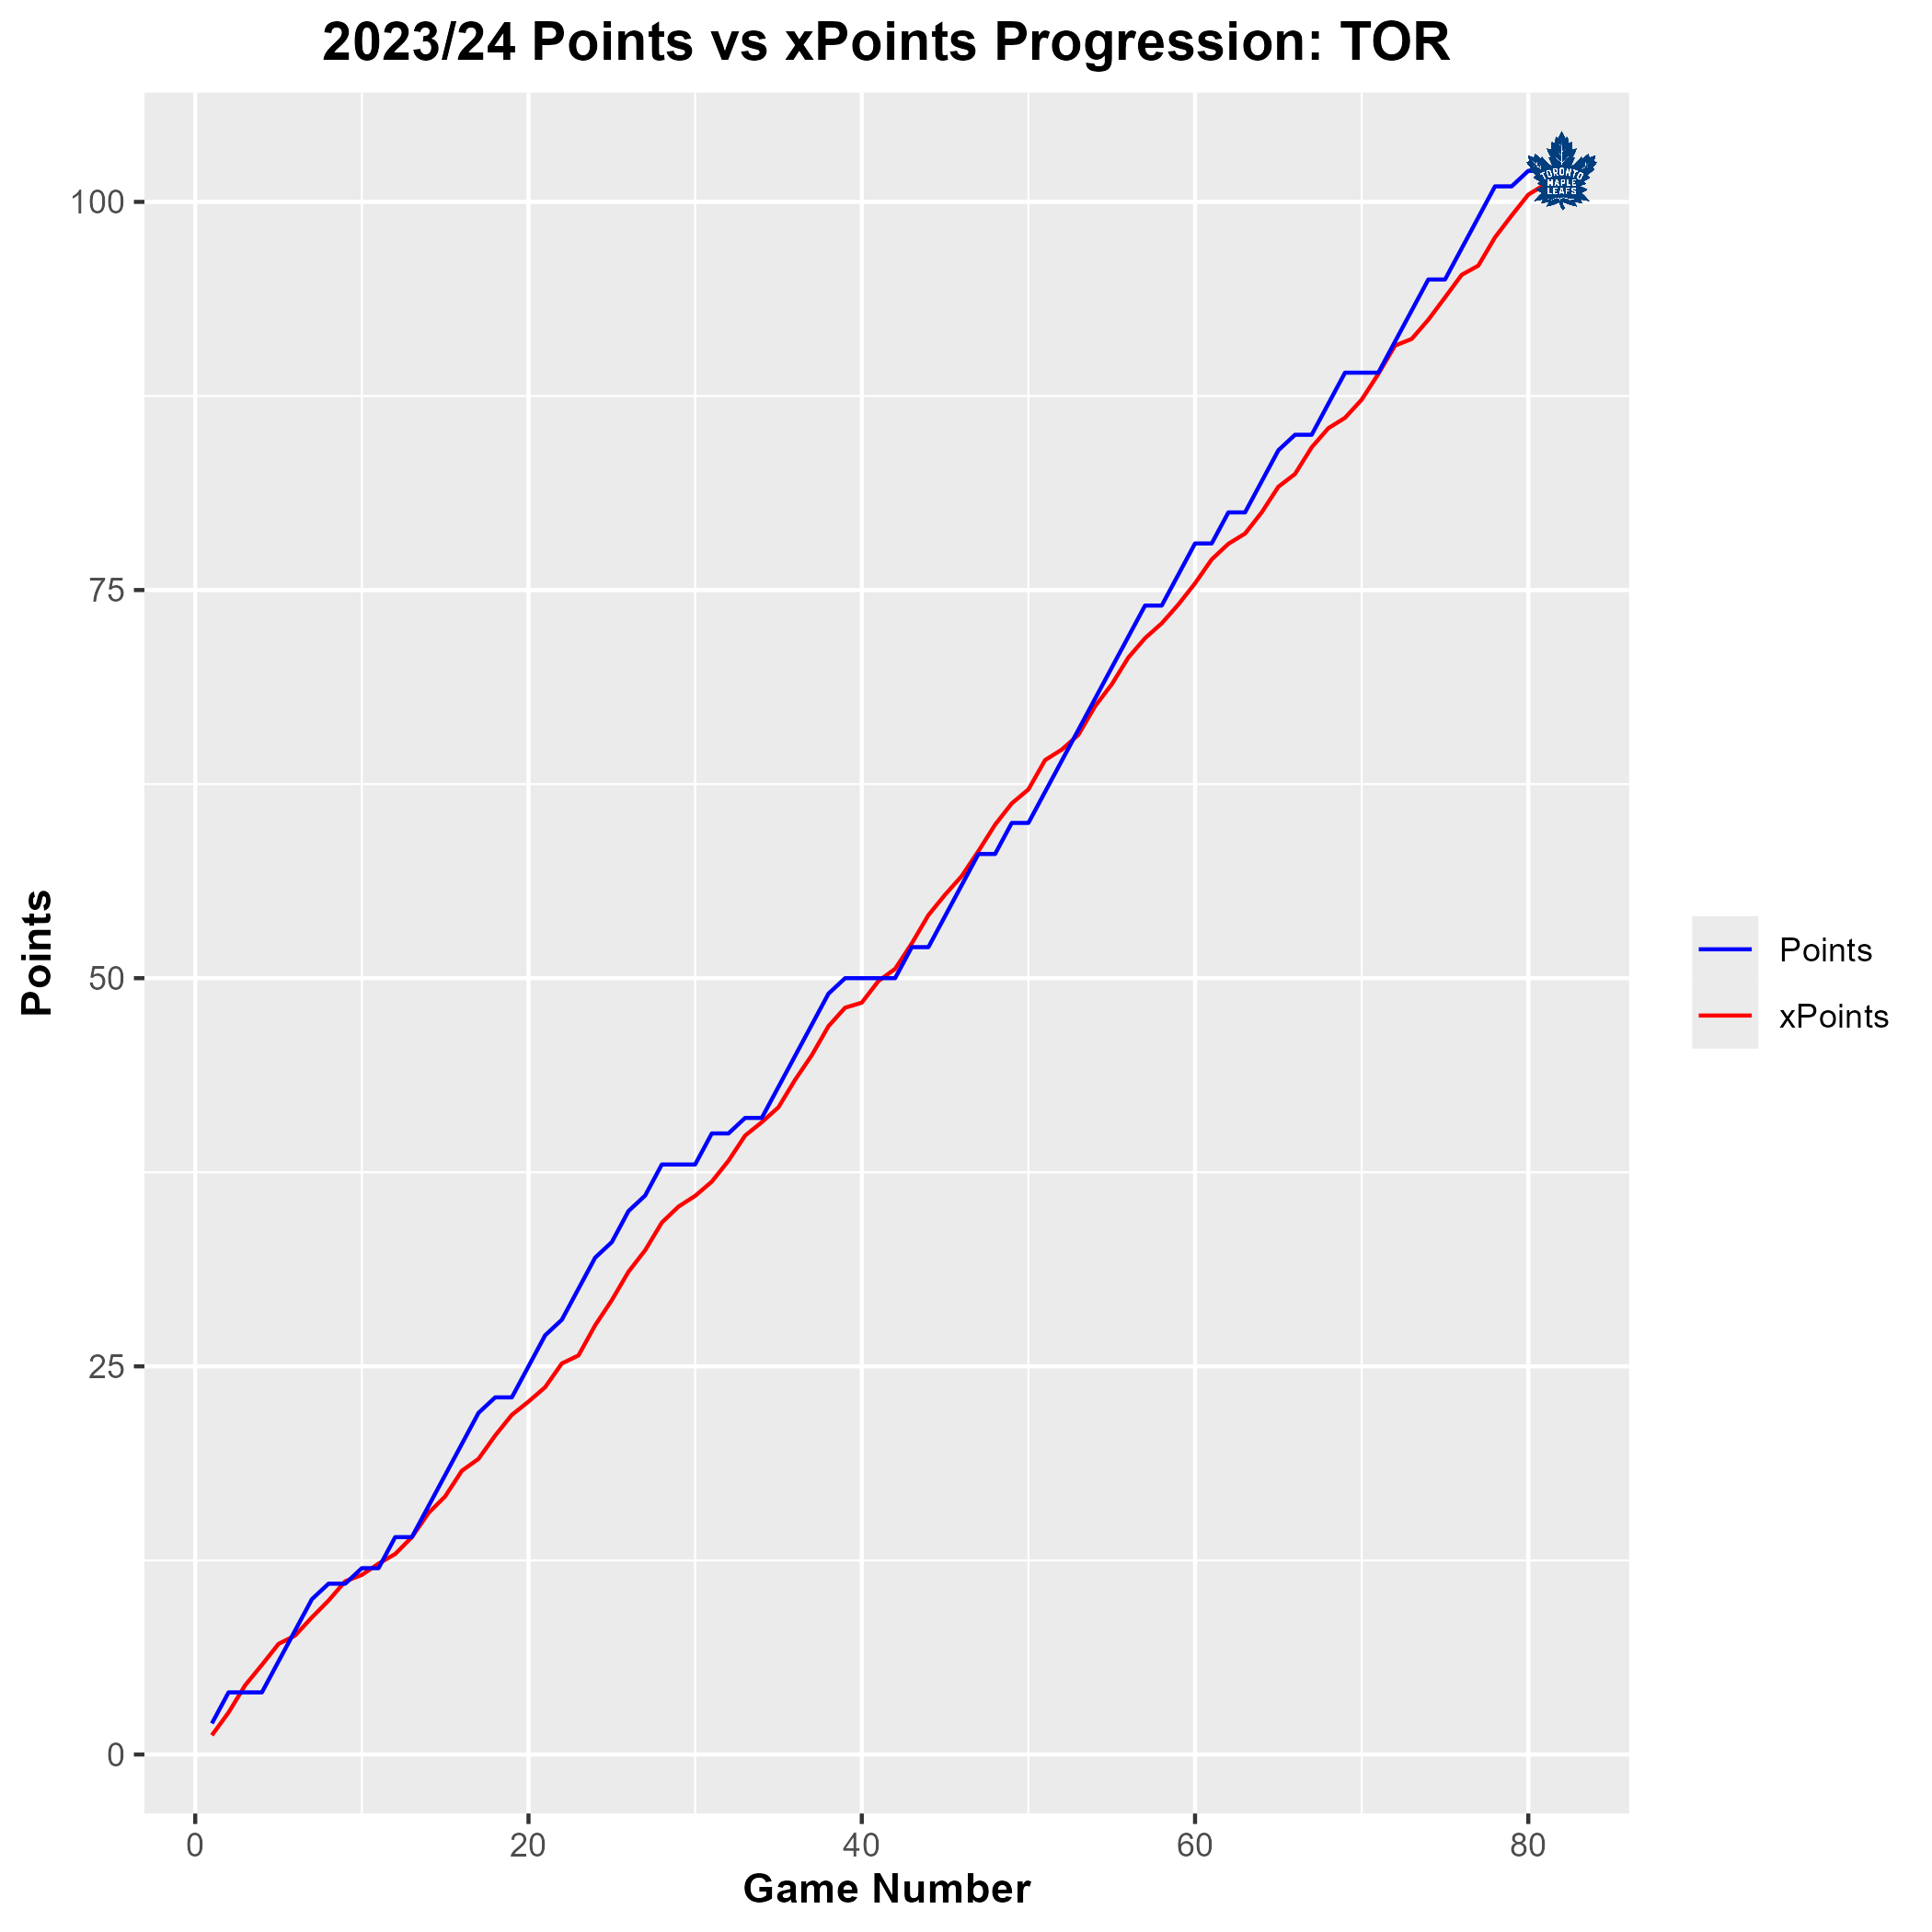 2023/24 Points vs xPoints Progression: TOR
100
75
50
25
0
Points
0 20 40 60 80
Game Number
Points
xPoints
TORONTO
MAPLE
LEAFS